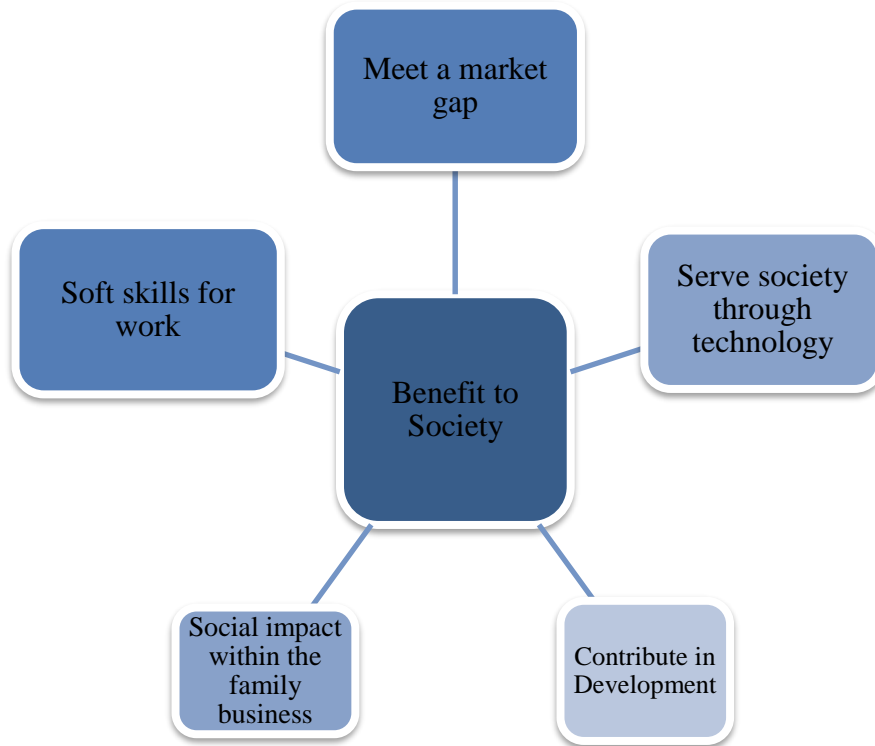 Meet a market
gap
Soft skills for
work
Serve society
through
technology
Benefit to
Society
Social impact
within the
family
business
Contribute in
Development